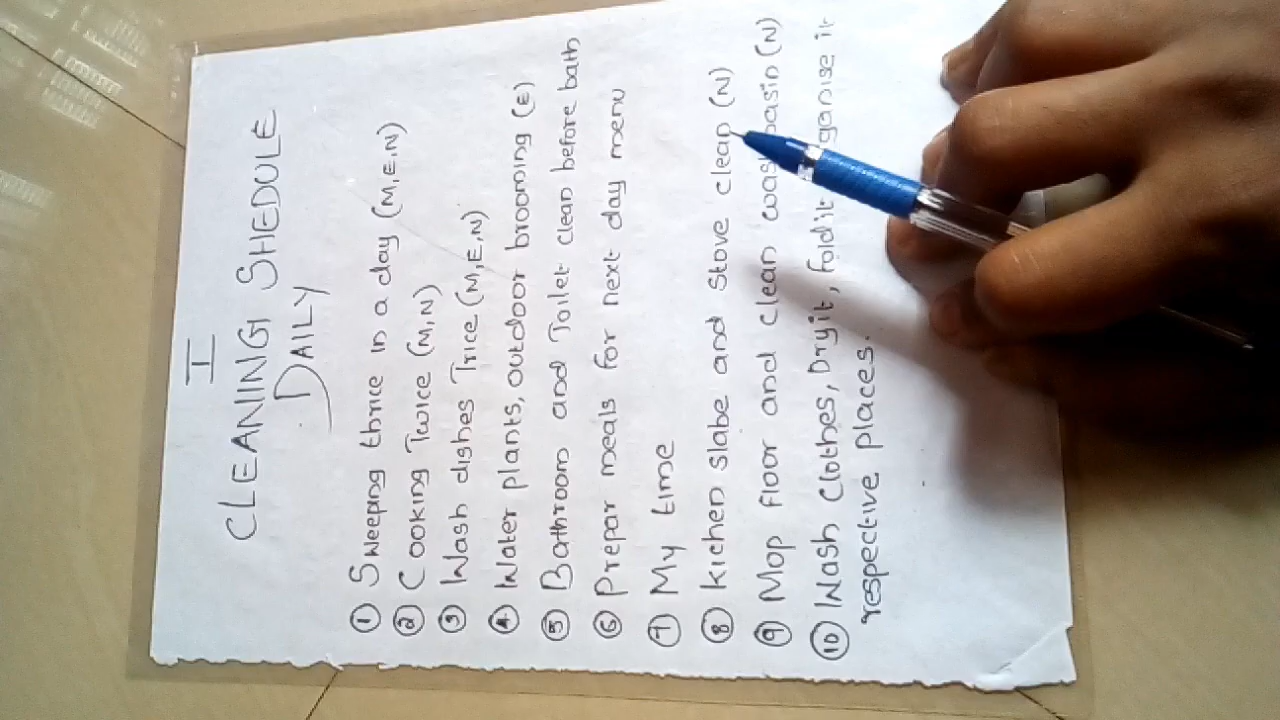 I
CLEANING SHEDULE
DAILY
① Sweeping thrice in a day (M,E,N)
② Cooking Twice (M,N)
③ Wash dishes Trice (M,E,N)
④ Water plants, outdoor brooming (E)
⑤ Bathroom and Toilet clean before bath
⑥ Prepar meals for next day menu
⑦ My time
⑧ Kichen slabe and stove clean (N)
⑨ Mop floor and clean wash basin (N)
⑩ Wash Clothes, Dry it, fold it, ganise it
respective places.